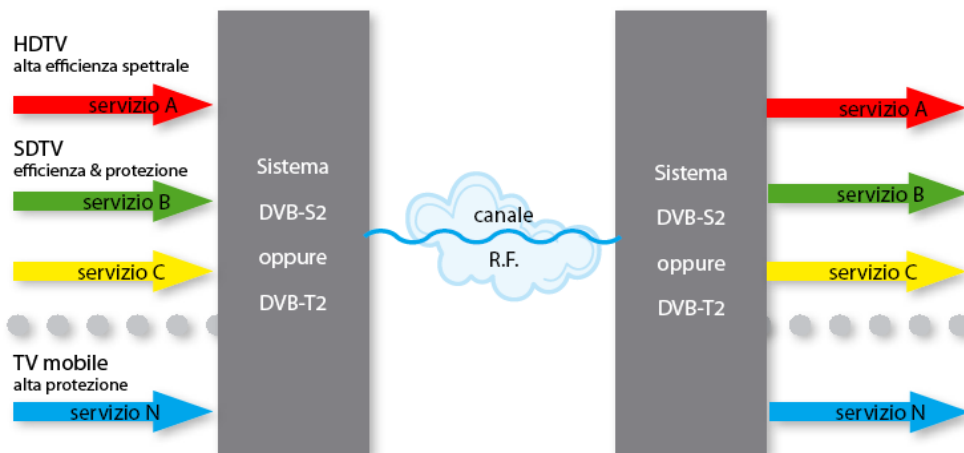 HDTV
alta efficienza spettrale
servizio A
SDTV
efficienza & protezione
servizio B
servizio C
TV mobile
alta protezione
servizio N
Sistema
DVB-S2
oppure
DVB-T2
canale
R.F.
Sistema
DVB-S2
oppure
DVB-T2
servizio A
servizio B
servizio C
servizio N